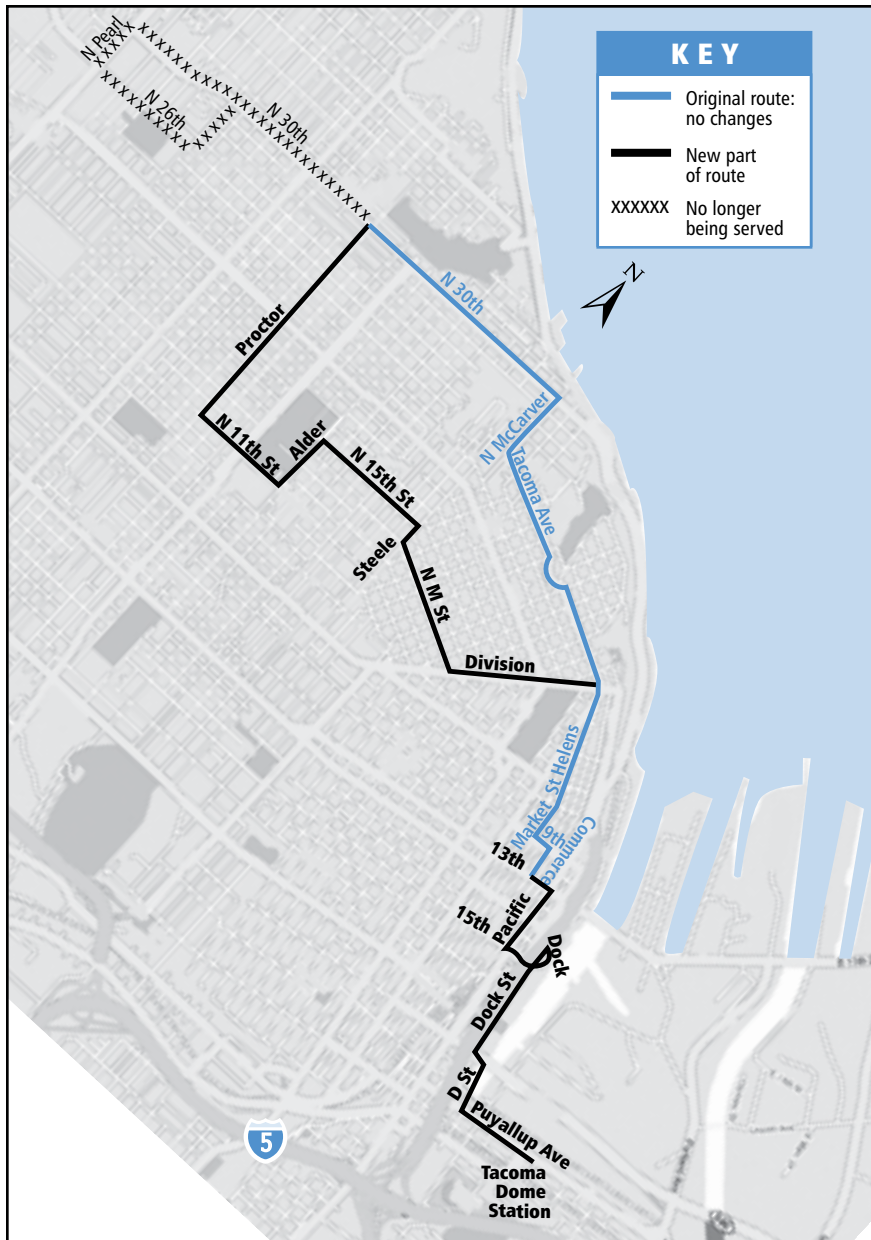 N Pearl
N 26th
N 30th
KEY
Original route:
no changes
New part
of route
XXXXXX
No longer
being served
N
N 30th
Proctor
N McCarver
N 11th St
Alder
N 15th St
Tacoma Ave
Steele
N M St
Division
St Helens
Market
9th
Commerce
13th
Pacific
15th
Dock
Dock St
D St
Puyallup Ave
5
Tacoma
Dome
Station